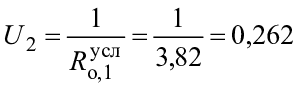 U₂ = 1/R^усл_о,1 = 1/3,82 = 0,262